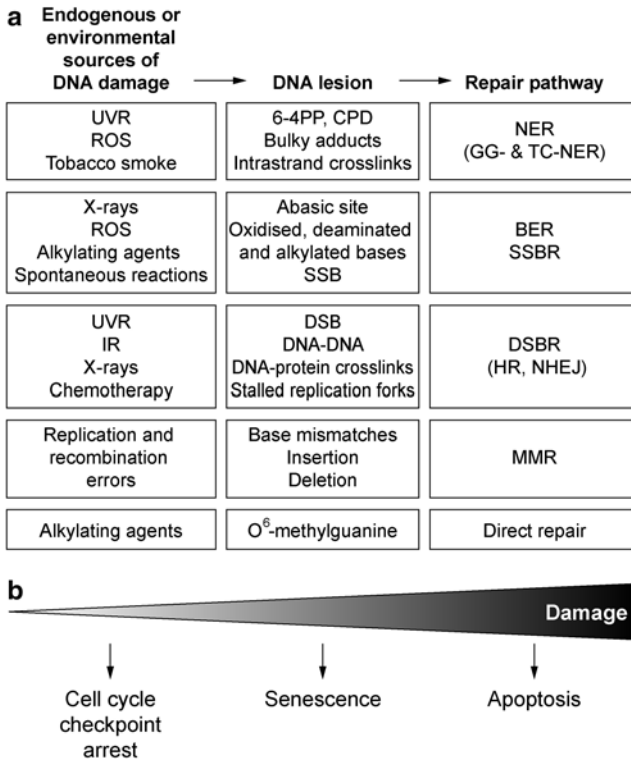 a
Endogenous or
environmental
sources of
DNA damage
DNA lesion
Repair pathway
UVR
ROS
Tobacco smoke
6-4PP, CPD
Bulky adducts
Intrastrand crosslinks
NER
(GG- & TC-NER)
X-rays
ROS
Alkylating agents
Spontaneous reactions
Abasic site
Oxidised, deaminated
and alkylated bases
SSB
BER
SSBR
UVR
IR
X-rays
Chemotherapy
DSB
DNA-DNA
DNA-protein crosslinks
Stalled replication forks
DSBR
(HR, NHEJ)
Replication and
recombination
errors
Base mismatches
Insertion
Deletion
MMR
Alkylating agents
O⁶-methylguanine
Direct repair
b
Damage
Cell cycle
checkpoint
arrest
Senescence
Apoptosis